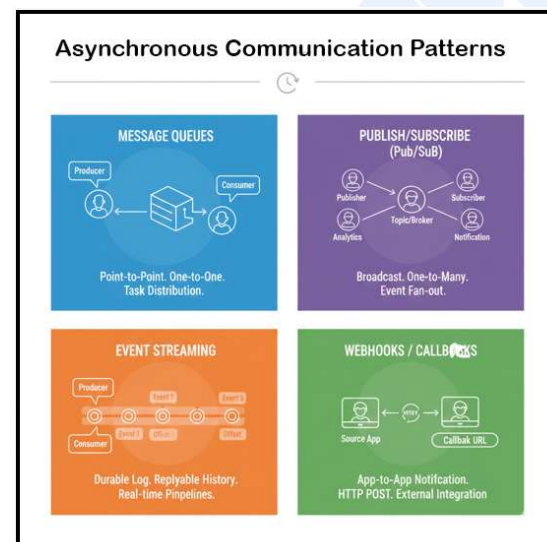 Asynchronous Communication Patterns
MESSAGE QUEUES
Producer
Consumer
Point-to-Point. One-to-One.
Task Distribution.
PUBLISH/SUBSCRIBE
(Pub/SuB)
Publisher
Subscriber
Topic/Broker
Analytics
Notification
Broadcast. One-to-Many.
Event Fan-out.
EVENT STREAMING
Producer
Consumer
Offset
Durable Log. Replyable History.
Real-time Pinpelines.
WEBHOOKS /
Source App
Callbak URL
App-to-App Notifcation.
HTTP POST. External Integration